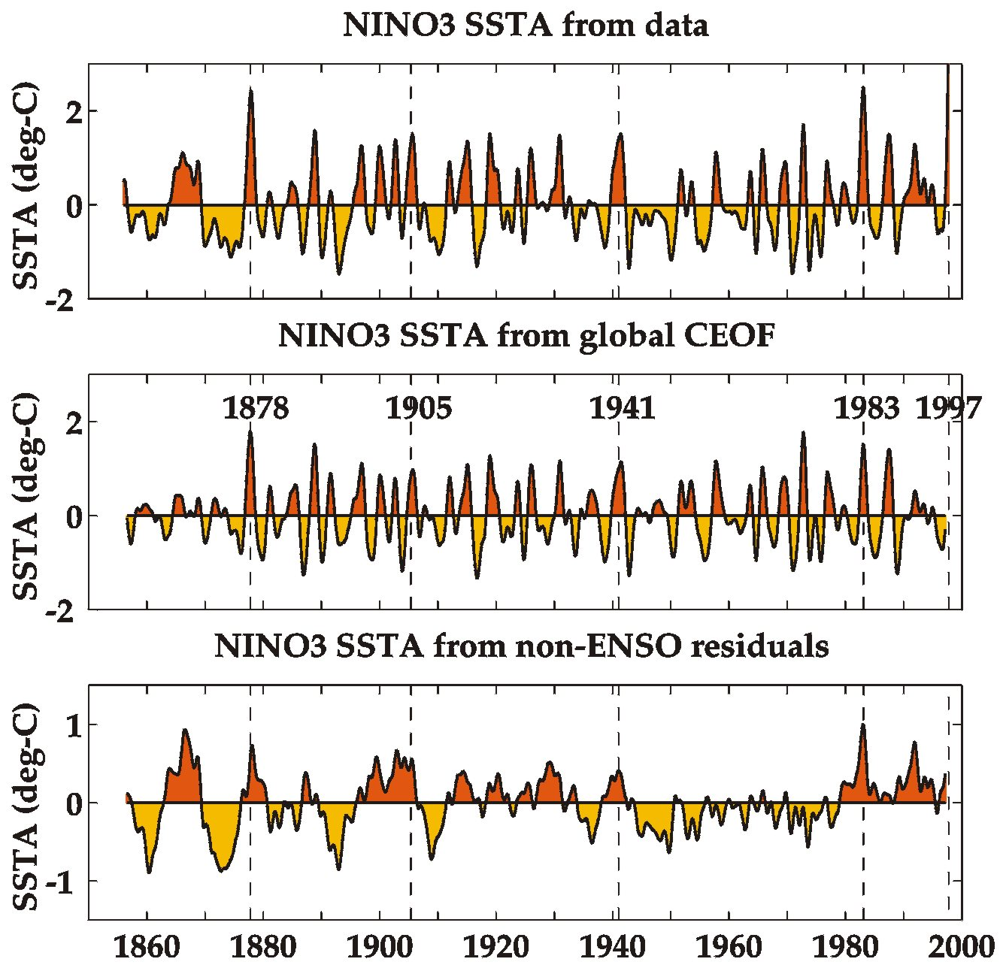 NINO3 SSTA from data
SSTA (deg-C)
2
0
-2
NINO3 SSTA from global CEOF
SSTA (deg-C)
1878 1905 1941 1983 1997
2
0
-2
NINO3 SSTA from non-ENSO residuals
SSTA (deg-C)
1
0
-1
1860 1880 1900 1920 1940 1960 1980 2000